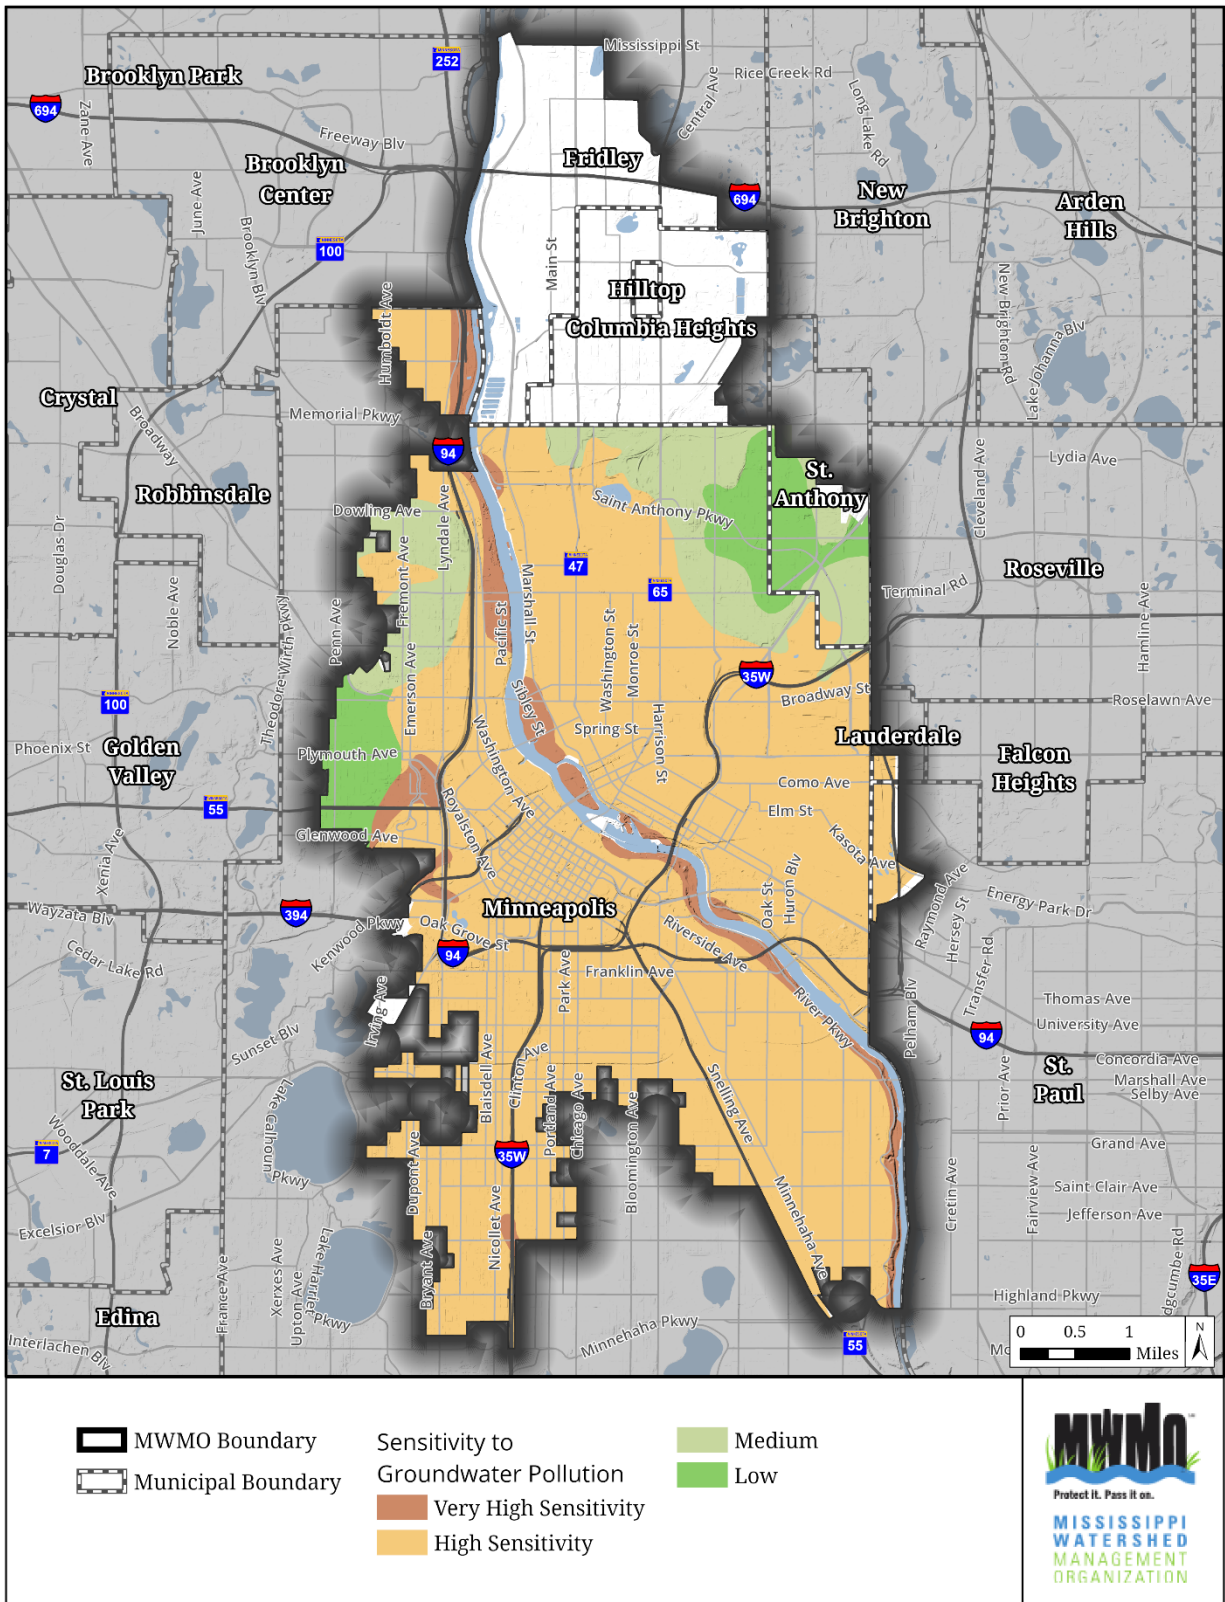 Mississippi St
252
Rice Creek Rd
Brooklyn Park
Central Ave
Long Lake Rd
694
Zane Ave
Freeway Blv
Brooklyn
Center
Fridley
694
New
Brighton
Arden
Hills
June Ave
Brooklyn Blv
100
Main St
Hilltop
Columbia Heights
New Brighton Rd
Lake Johanna Blv
Humboldt Ave
Crystal
Broadway
Memorial Pkwy
94
Cleveland Ave
Lydia Ave
St.
Anthony
Robbinsdale
Dowling Ave
Lyndale Ave
Saint Anthony Pkwy
Douglas Dr
Noble Ave
Theodore Wirth Pkwy
Penn Ave
Fremont Ave
Marshall St
47
65
Roseville
Terminal Rd
Hamline Ave
Pacific St
Washington St
Monroe St
Emerson Ave
35W
Broadway St
Roselawn Ave
100
Sibley St
Harrison St
Spring St
Washington Ave
Lauderdale
Phoenix St
Golden
Valley
Plymouth Ave
Falcon
Heights
Como Ave
55
Royalston Ave
Elm St
Glenwood Ave
Kasota Ave
Xenia Ave
Oak St
Huron Blv
Raymond Ave
Hersey St
Energy Park Dr
Wayzata Blv
394
Minneapolis
Kenwood Pkwy
Oak Grove St
Riverside Ave
Cedar Lake Rd
94
Park Ave
Franklin Ave
Transfer Rd
Irving Ave
River Pkwy
Pelham Blv
Thomas Ave
University Ave
94
Sunset Blv
Blaisdell Ave
Clinton Ave
Concordia Ave
St. Louis
Park
Lake Calhoun
Pkwy
Portland Ave
Chicago Ave
Bloomington Ave
Snelling Ave
Prior Ave
St.
Paul
Marshall Ave
Selby Ave
7
Wooddale Ave
35W
Grand Ave
Dupont Ave
Cretin Ave
Fairview Ave
Saint Clair Ave
Excelsior Blv
Nicollet Ave
Minnehaha Ave
Jefferson Ave
France Ave
Xerxes Ave
Upton Ave
Lake Harriet
Pkwy
Bryant Ave
35E
Highland Pkwy
Edina
Interlachen Blv
Minnehaha Pkwy
55
0 0.5 1
Miles
N
MWMO Boundary
Municipal Boundary
Sensitivity to
Groundwater Pollution
Very High Sensitivity
High Sensitivity
Medium
Low
MWMO
Protect it. Pass it on.
MISSISSIPPI
WATERSHED
MANAGEMENT
ORGANIZATION